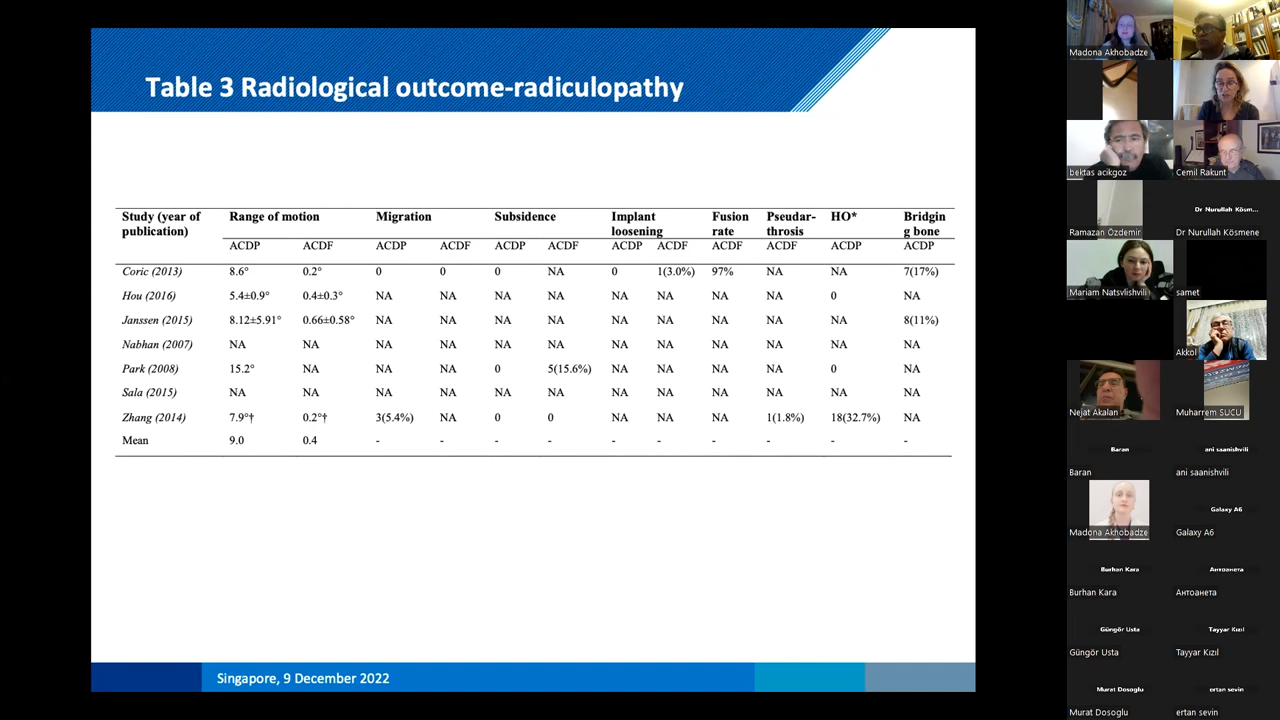 Table 3 Radiological outcome-radiculopathy
Study (year of publication) Range of motion Migration Subsidence Implant loosening Fusion rate Pseudar-throsis HO* Bridging bone
ACDP ACDF ACDP ACDF ACDP ACDF ACDP ACDF ACDF ACDF ACDP ACDP
Coric (2013) 8.6° 0.2° 0 0 0 NA 0 1(3.0%) 97% NA NA 7(17%)
Hou (2016) 5.4±0.9° 0.4±0.3° NA NA NA NA NA NA NA NA 0 NA
Janssen (2015) 8.12±5.91° 0.66±0.58° NA NA NA NA NA NA NA NA NA 8(11%)
Nabhan (2007) NA NA NA NA NA NA NA NA NA NA NA NA
Park (2008) 15.2° NA NA NA 0 5(15.6%) NA NA NA NA 0 NA
Sala (2015) NA NA NA NA NA NA NA NA NA NA NA NA
Zhang (2014) 7.9°† 0.2°† 3(5.4%) NA 0 0 NA NA NA 1(1.8%) 18(32.7%) NA
Mean 9.0 0.4 - - - - - - - - - -
Singapore, 9 December 2022
Madona Akhobadze
bektas acikgoz
Cemil Rakunt
Dr Nurullah Kösm...
Ramazan Özdemir
Dr Nurullah Kösmene
Mariam Natsvlishvili
samet
Akkol
Nejat Akalan
Muharrem SUCU
Baran
ani saanishvili
Baran
ani saanishvili
Galaxy A6
Madona Akhobadze
Galaxy A6
Burhan Kara
Антоанета
Burhan Kara
Антоанета
Güngör Usta
Tayyar Kızıl
Güngör Usta
Tayyar Kızıl
Murat Dosoglu
ertan sevin
Murat Dosoglu
ertan sevin